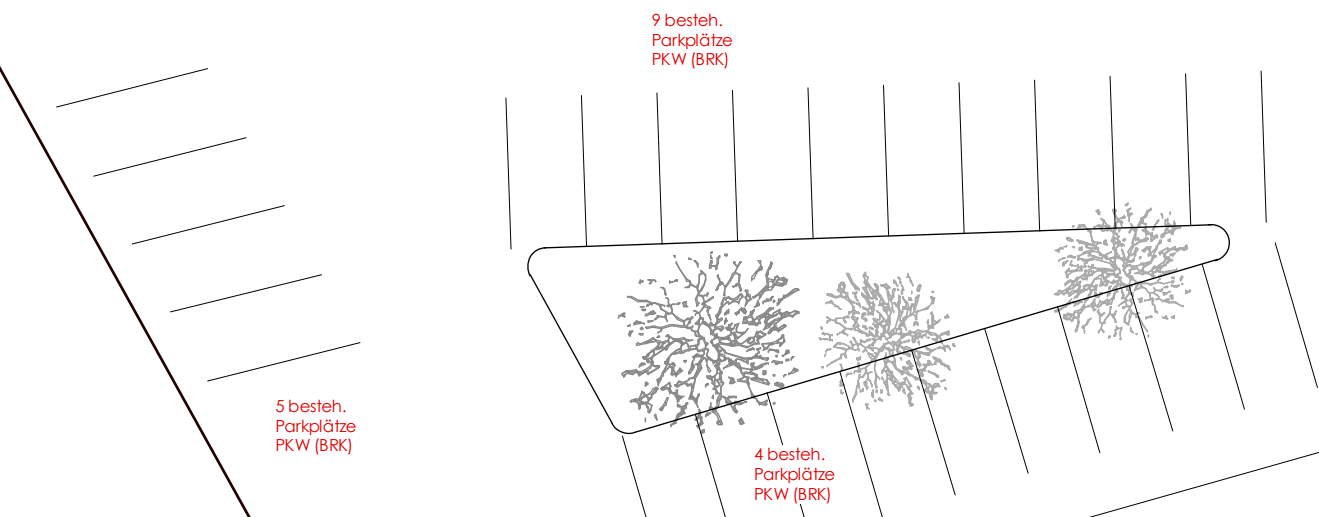 9 besteh.
Parkplätze
PKW (BRK)
5 besteh.
Parkplätze
PKW (BRK)
4 besteh.
Parkplätze
PKW (BRK)